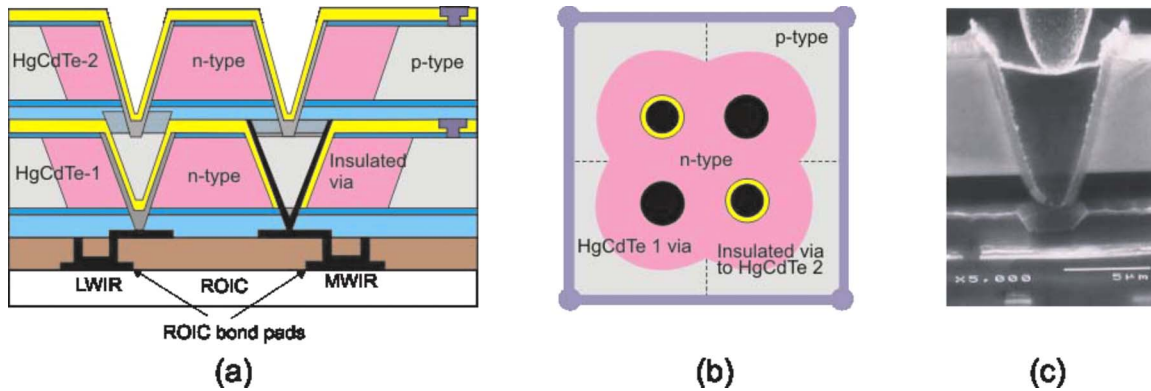 HgCdTe-2
n-type
p-type
HgCdTe-1
n-type
Insulated
via
LWIR
ROIC
MWIR
ROIC bond pads
(a)
p-type
n-type
HgCdTe 1 via
Insulated via
to HgCdTe 2
(b)
X5,000
5μm
(c)